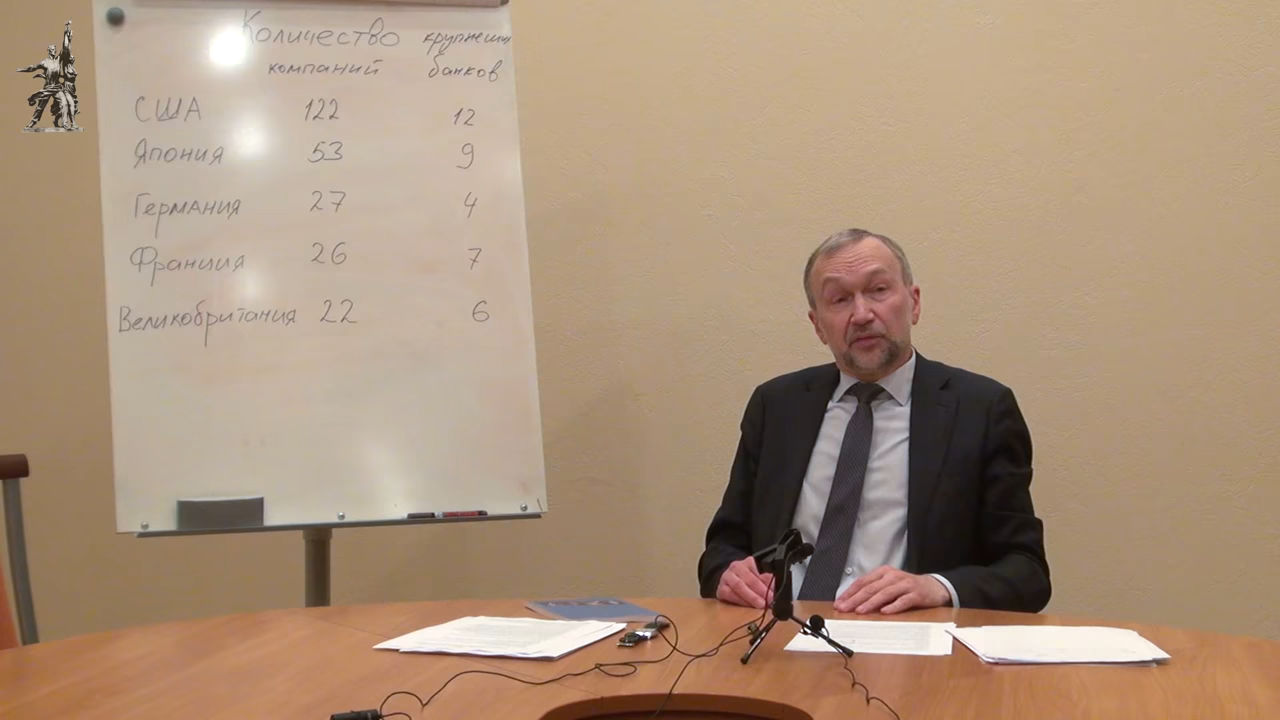 Количество крупнейших
компаний банков
США 122 12
Япония 53 9
Германия 27 4
Франция 26 7
Великобритания 22 6